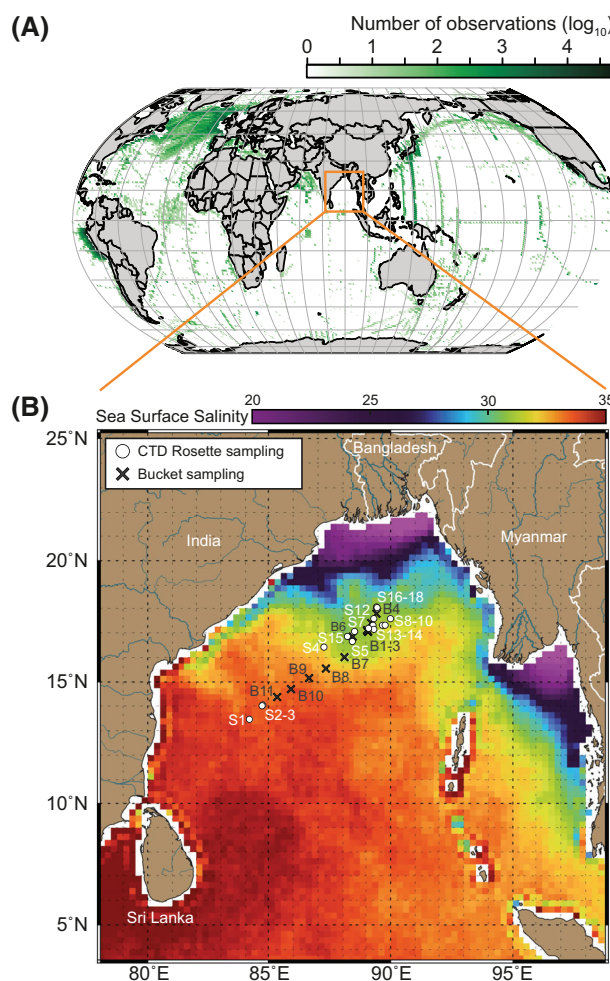 (A)
Number of observations (log10)
0 1 2 3 4
(B)
Sea Surface Salinity
20 25 30 35
25°N
20°N
15°N
10°N
5°N
CTD Rosette sampling
Bucket sampling
Bangladesh
India
Myanmar
S16-18
S12 B4
B6 S7 S8-10
S15 S13-14
S4 S5 B1-3
B9 B7
B8
B11 B10
S1 S2-3
Sri Lanka
80°E 85°E 90°E 95°E